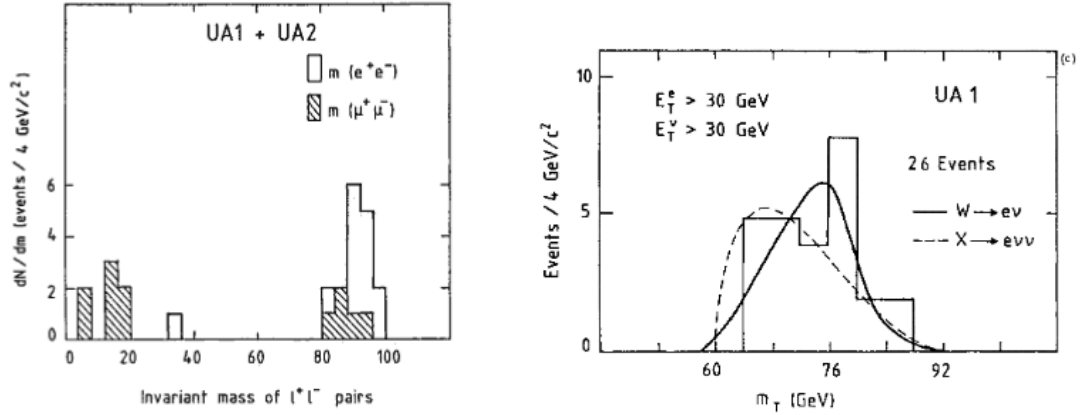 UA1 + UA2
m (e⁺e⁻)
m (μ⁺μ⁻)
dN/dm (events / 4 GeV/c²)
6
4
2
0
0 20 40 60 80 100
Invariant mass of l⁺l⁻ pairs
(c)
10
5
0
E_T^e > 30 GeV
E_T^ν > 30 GeV
UA 1
26 Events
W → eν
X → eνν
Events / 4 GeV/c²
60 76 92
m_T (GeV)